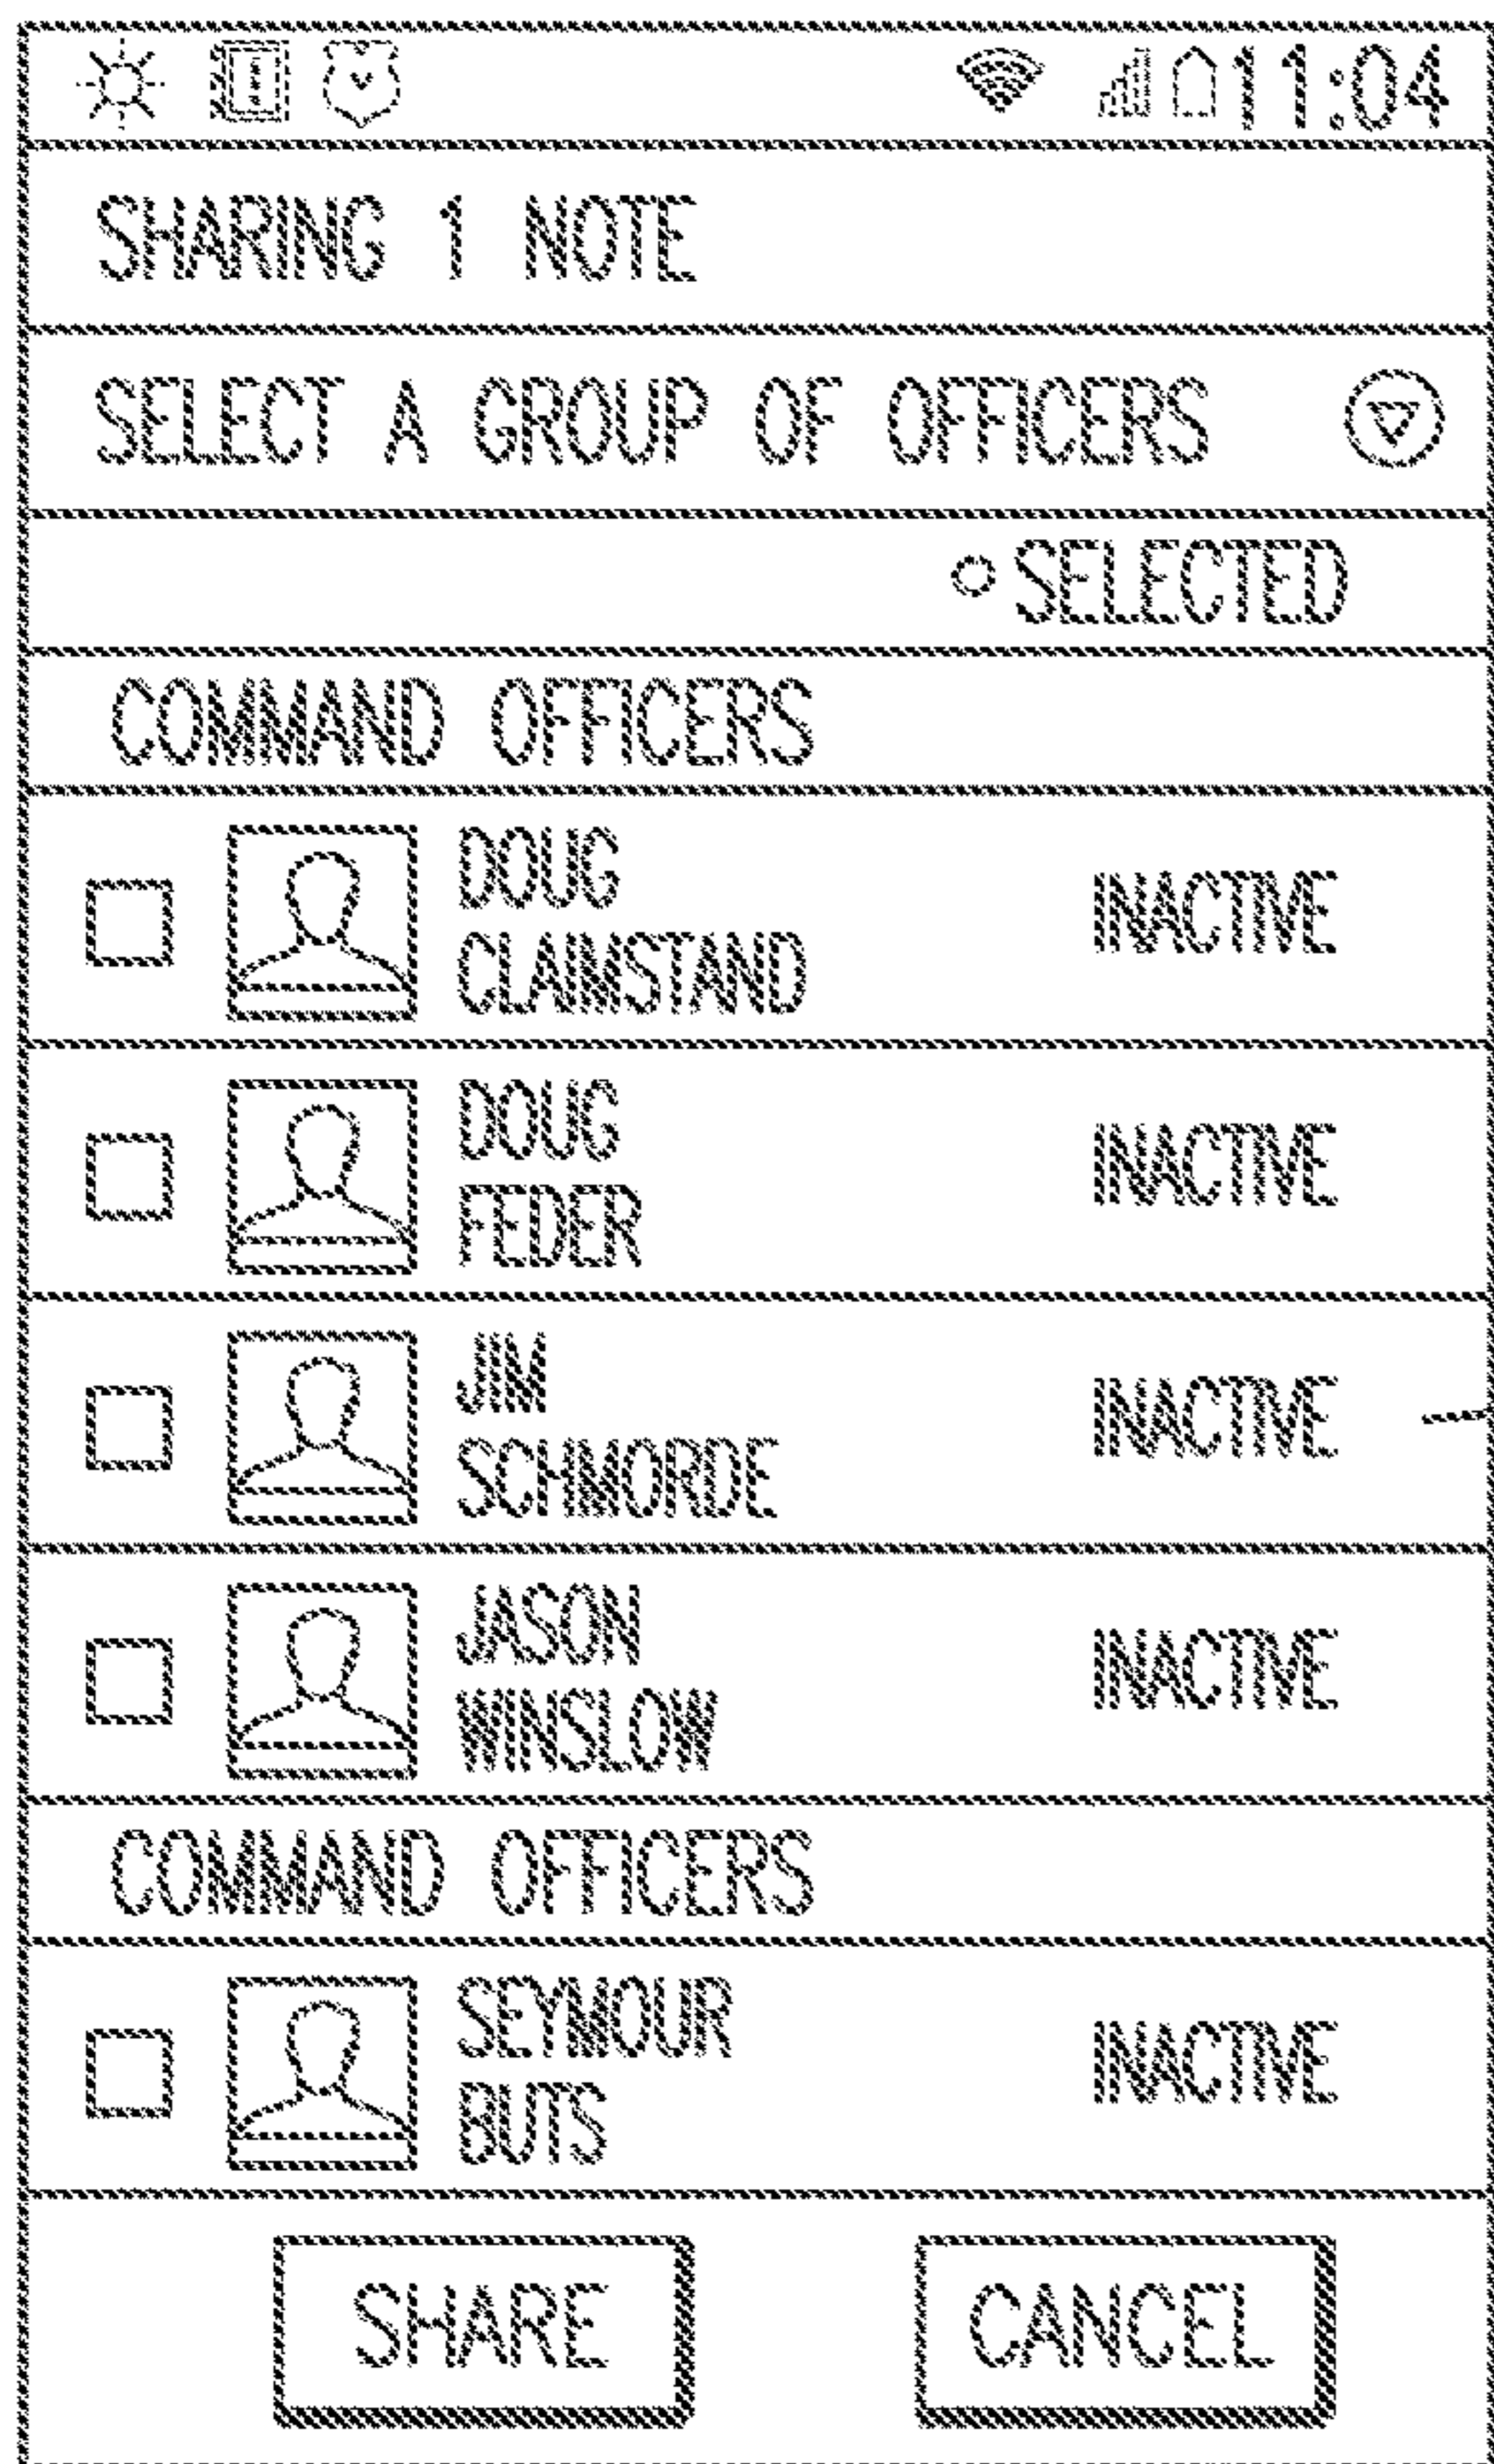 11:04
SHARING 1 NOTE
SELECT A GROUP OF OFFICERS
SELECTED
COMMAND OFFICERS
DOUG
CLAIMSTAND
INACTIVE
DOUG
FEDER
INACTIVE
JIM
SCHMORDE
INACTIVE
JASON
WINSLOW
INACTIVE
COMMAND OFFICERS
SEYMOUR
BUTS
INACTIVE
SHARE
CANCEL